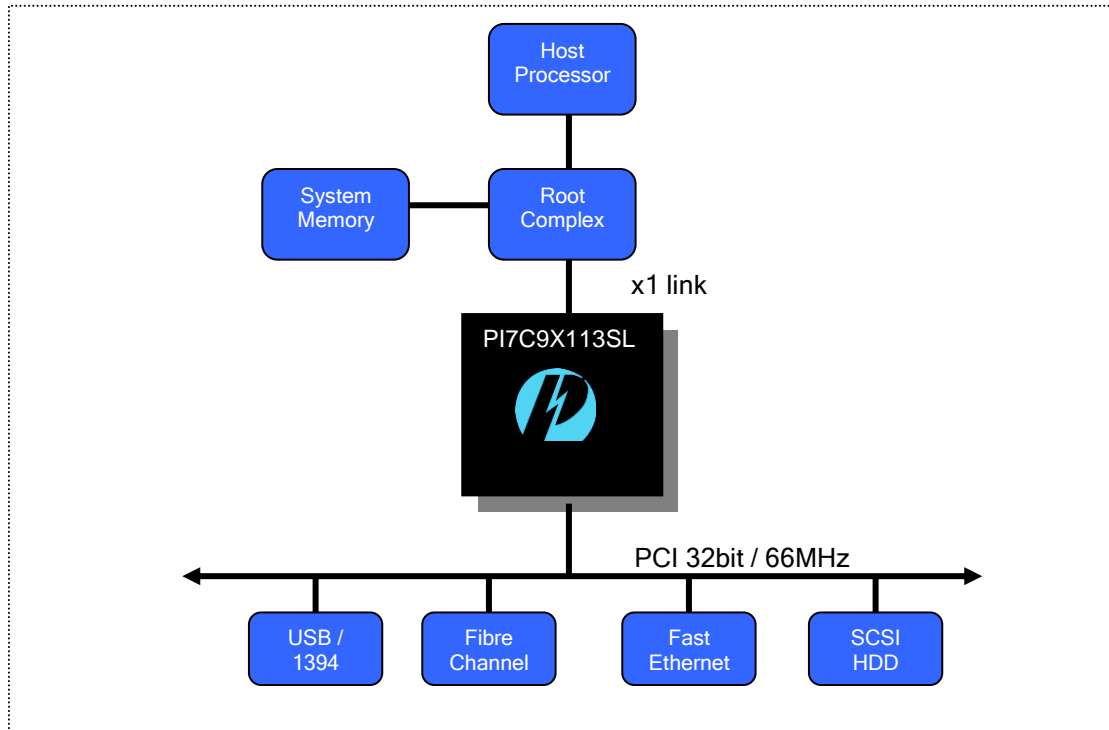 Host
Processor
System
Memory
Root
Complex
x1 link
PI7C9X113SL
PCI 32bit / 66MHz
USB /
1394
Fibre
Channel
Fast
Ethernet
SCSI
HDD